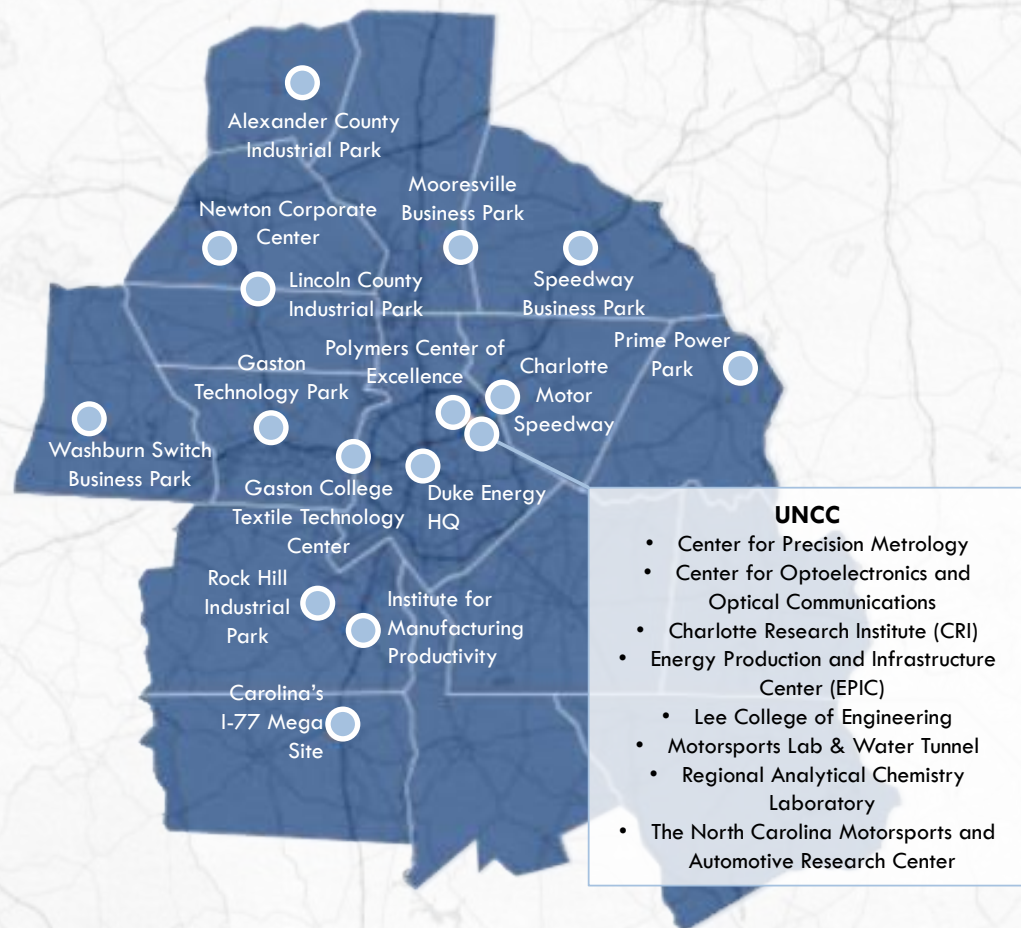 Alexander County
Industrial Park
Mooresville
Business Park
Newton Corporate
Center
Lincoln County
Industrial Park
Speedway
Business Park
Prime Power
Park
Polymers Center of
Excellence
Gaston
Technology Park
Charlotte
Motor
Speedway
Washburn Switch
Business Park
Gaston College
Textile Technology
Center
Duke Energy
HQ
Rock Hill
Industrial
Park
Institute for
Manufacturing
Productivity
Carolina’s
I-77 Mega
Site
UNCC
• Center for Precision Metrology
• Center for Optoelectronics and
Optical Communications
• Charlotte Research Institute (CRI)
• Energy Production and Infrastructure
Center (EPIC)
• Lee College of Engineering
• Motorsports Lab & Water Tunnel
• Regional Analytical Chemistry
Laboratory
• The North Carolina Motorsports and
Automotive Research Center